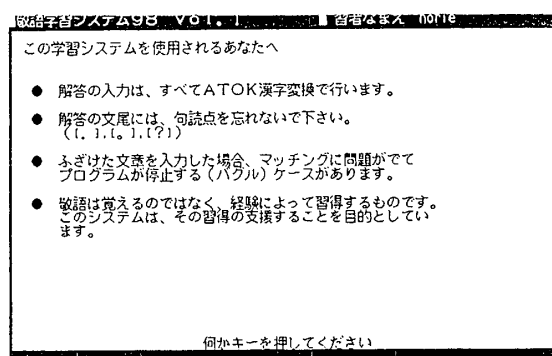 敬語学習システム98 Vol.1 習者なまえ horie
この学習システムを使用されるあなたへ
● 解答の入力は、すべてATOK漢字変換で行います。
● 解答の文尾には、句読点を忘れないで下さい。
([.],[。],[?])
● ふざけた文章を入力した場合、マッチングに問題がでて
プログラムが停止する(バグル)ケースがあります。
● 敬語は覚えるのではなく、経験によって習得するものです。
このシステムは、その習得の支援することを目的としてい
ます。
何かキーを押してください